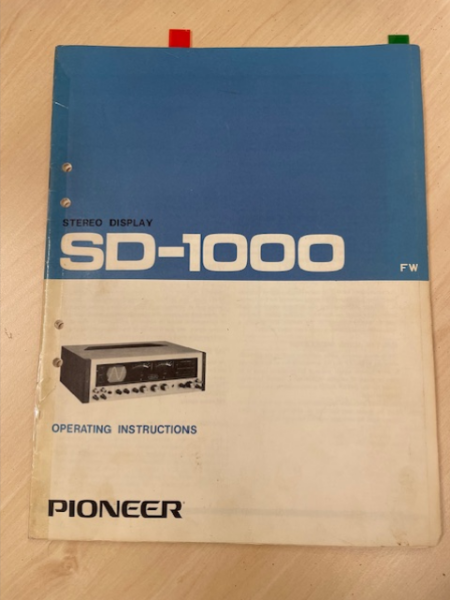 STEREO DISPLAY
SD-1000
FW
OPERATING INSTRUCTIONS
PIONEER